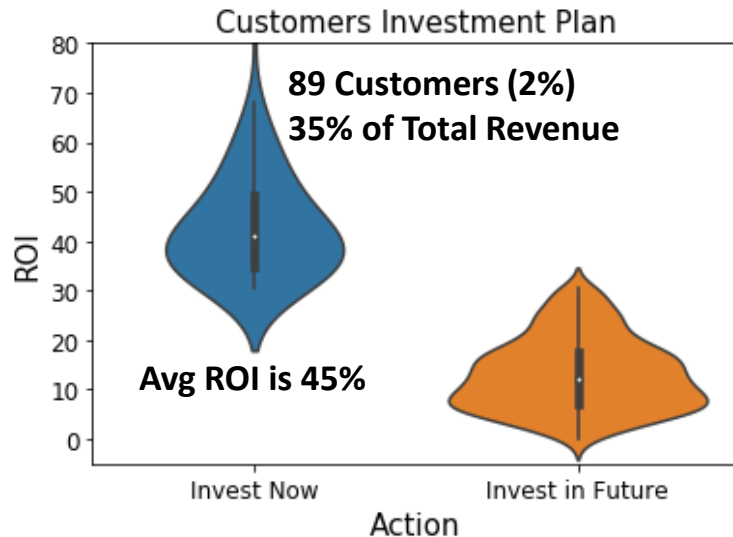 Customers Investment Plan
80
70
60
50
40
30
20
10
0
ROI
89 Customers (2%)
35% of Total Revenue
Avg ROI is 45%
Invest Now
Invest in Future
Action